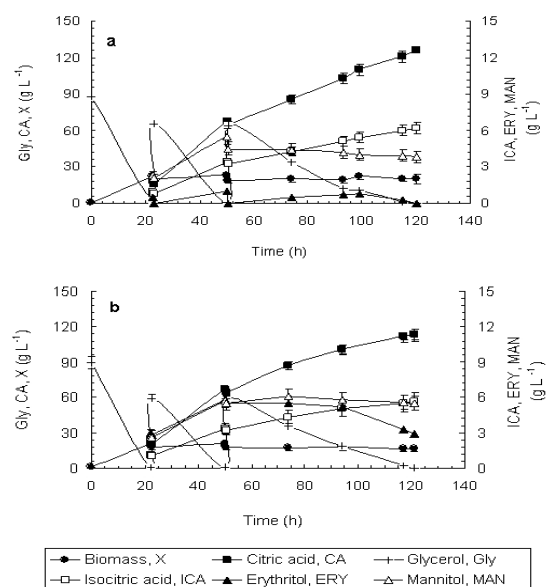 a
150
120
90
60
30
0
Gly, CA, X (g L-1)
15
12
9
6
3
0
ICA, ERY, MAN
(g L-1)
0 20 40 60 80 100 120 140
Time (h)
b
150
120
90
60
30
0
Gly, CA, X (g L-1)
15
12
9
6
3
0
ICA, ERY, MAN
(g L-1)
0 20 40 60 80 100 120 140
Time (h)
Biomass, X Citric acid, CA Glycerol, Gly
Isocitric acid, ICA Erythritol, ERY Mannitol, MAN